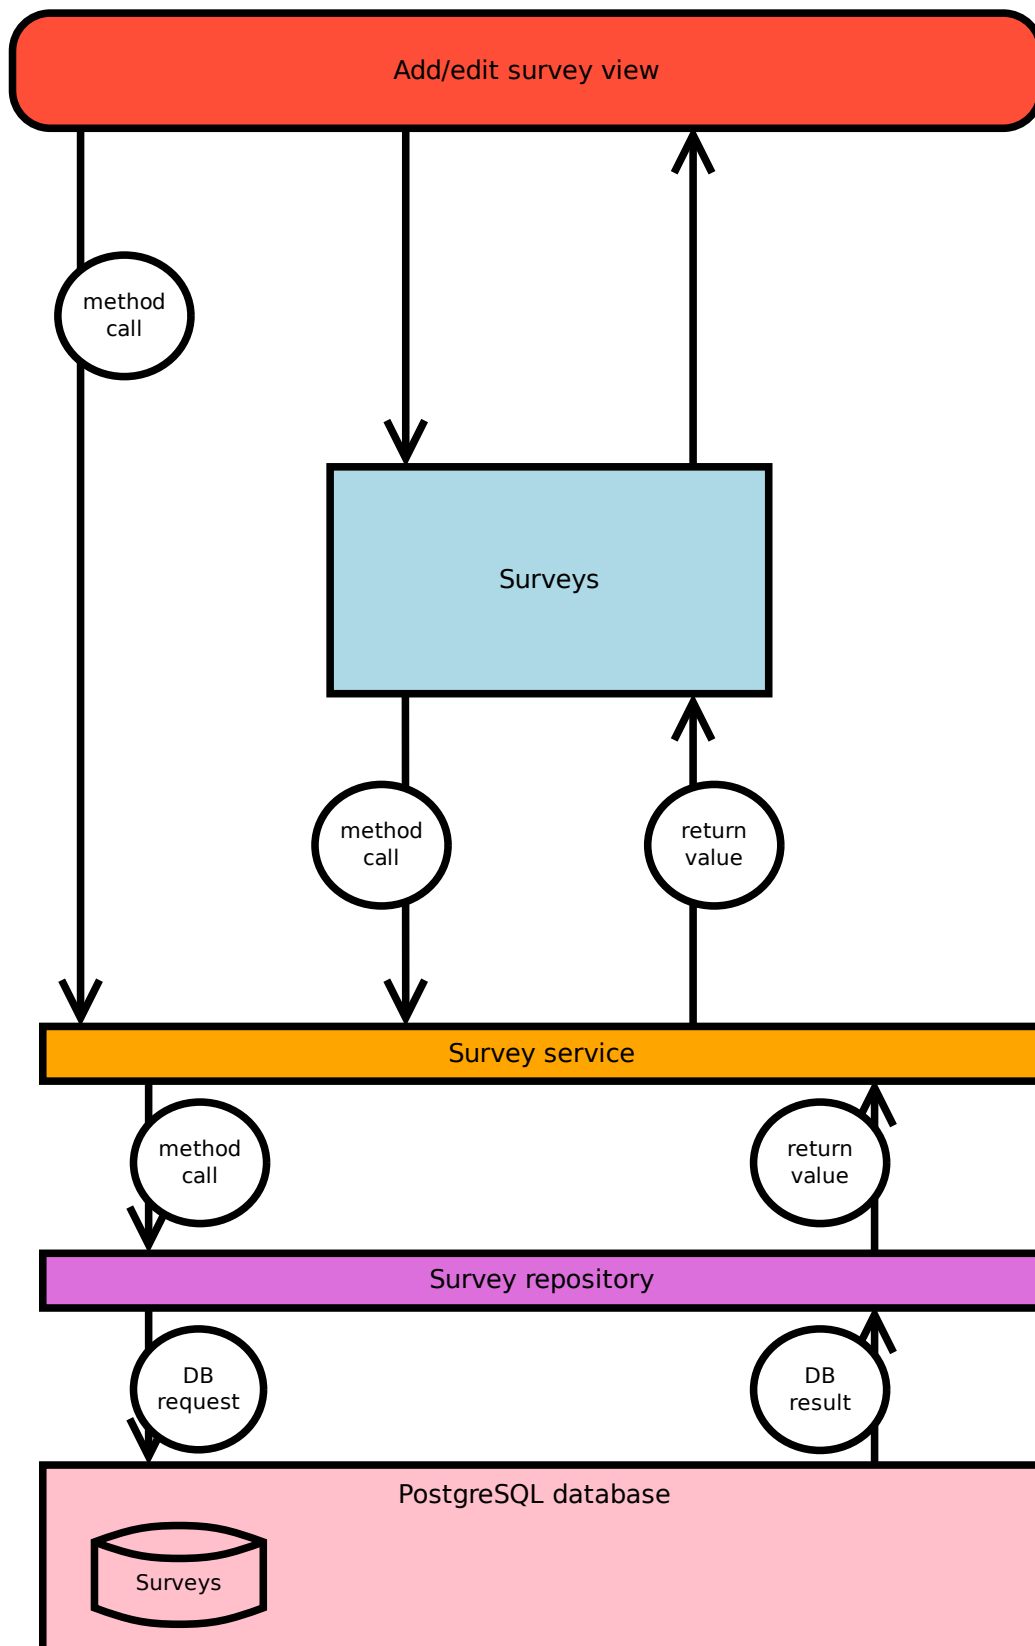 Add/edit survey view
method
call
Surveys
method
call
return
value
Survey service
method
call
return
value
Survey repository
DB
request
DB
result
PostgreSQL database
Surveys